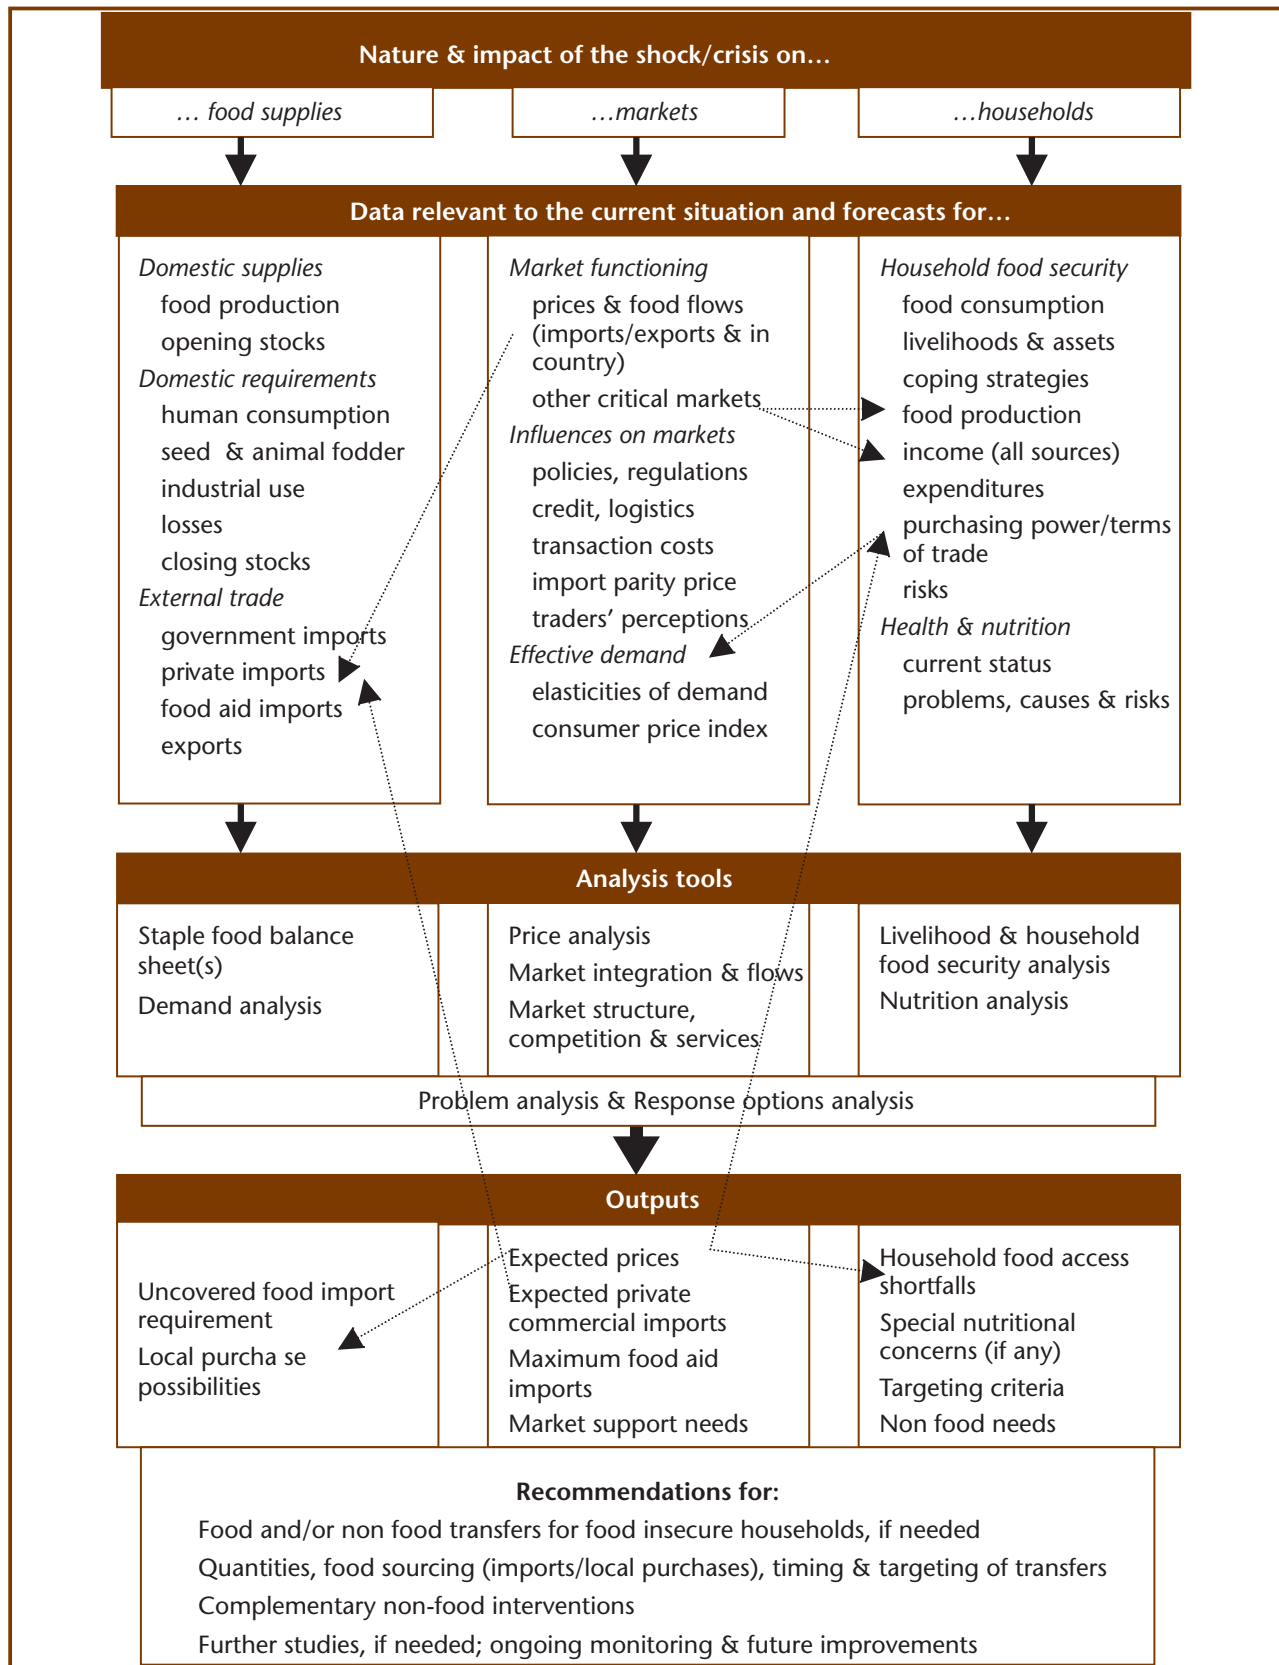 Nature & impact of the shock/crisis on…
… food supplies
…markets
…households
Data relevant to the current situation and forecasts for…
Domestic supplies
food production
opening stocks
Domestic requirements
human consumption
seed & animal fodder
industrial use
losses
closing stocks
External trade
government imports
private imports
food aid imports
exports
Market functioning
prices & food flows
(imports/exports & in
country)
other critical markets
Influences on markets
policies, regulations
credit, logistics
transaction costs
import parity price
traders’ perceptions
Effective demand
elasticities of demand
consumer price index
Household food security
food consumption
livelihoods & assets
coping strategies
food production
income (all sources)
expenditures
purchasing power/terms
of trade
risks
Health & nutrition
current status
problems, causes & risks
Analysis tools
Staple food balance
sheet(s)
Demand analysis
Price analysis
Market integration & flows
Market structure,
competition & services
Livelihood & household
food security analysis
Nutrition analysis
Problem analysis & Response options analysis
Outputs
Uncovered food import
requirement
Local purcha se
possibilities
Expected prices
Expected private
commercial imports
Maximum food aid
imports
Market support needs
Household food access
shortfalls
Special nutritional
concerns (if any)
Targeting criteria
Non food needs
Recommendations for:
Food and/or non food transfers for food insecure households, if needed
Quantities, food sourcing (imports/local purchases), timing & targeting of transfers
Complementary non-food interventions
Further studies, if needed; ongoing monitoring & future improvements